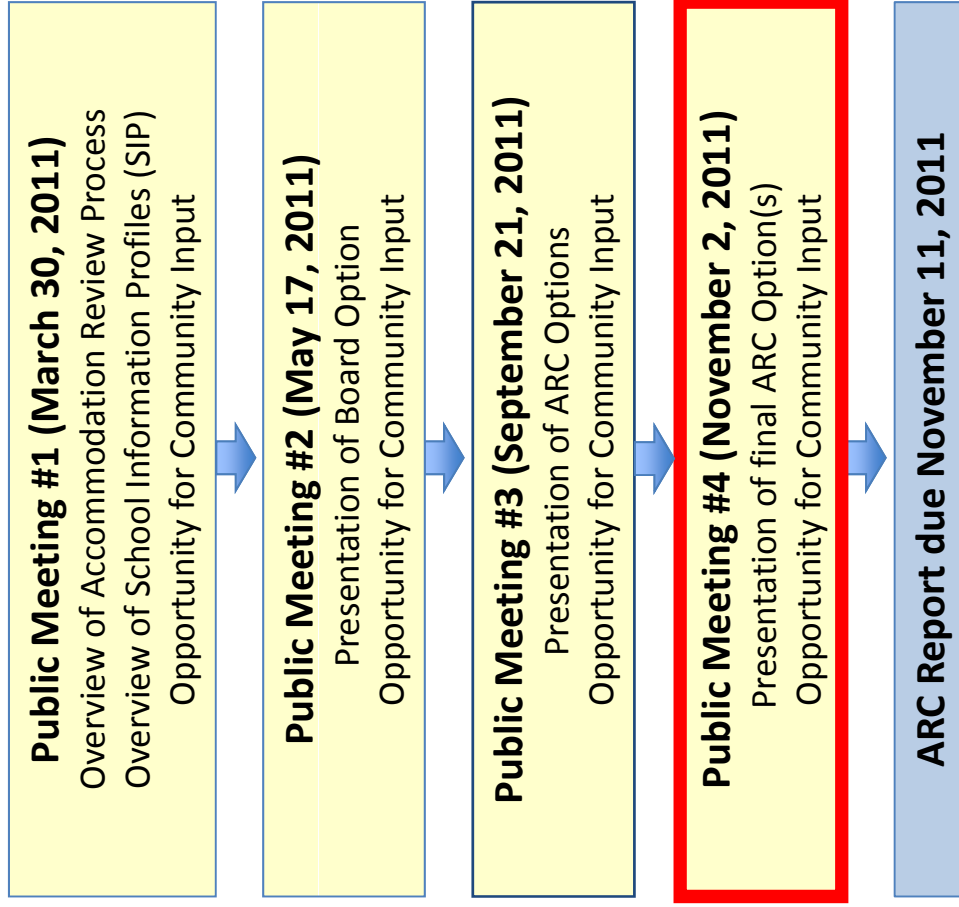 Public Meeting #1 (March 30, 2011)
Overview of Accommodation Review Process
Overview of School Information Profiles (SIP)
Opportunity for Community Input
Public Meeting #2 (May 17, 2011)
Presentation of Board Option
Opportunity for Community Input
Public Meeting #3 (September 21, 2011)
Presentation of ARC Options
Opportunity for Community Input
Public Meeting #4 (November 2, 2011)
Presentation of final ARC Option(s)
Opportunity for Community Input
ARC Report due November 11, 2011